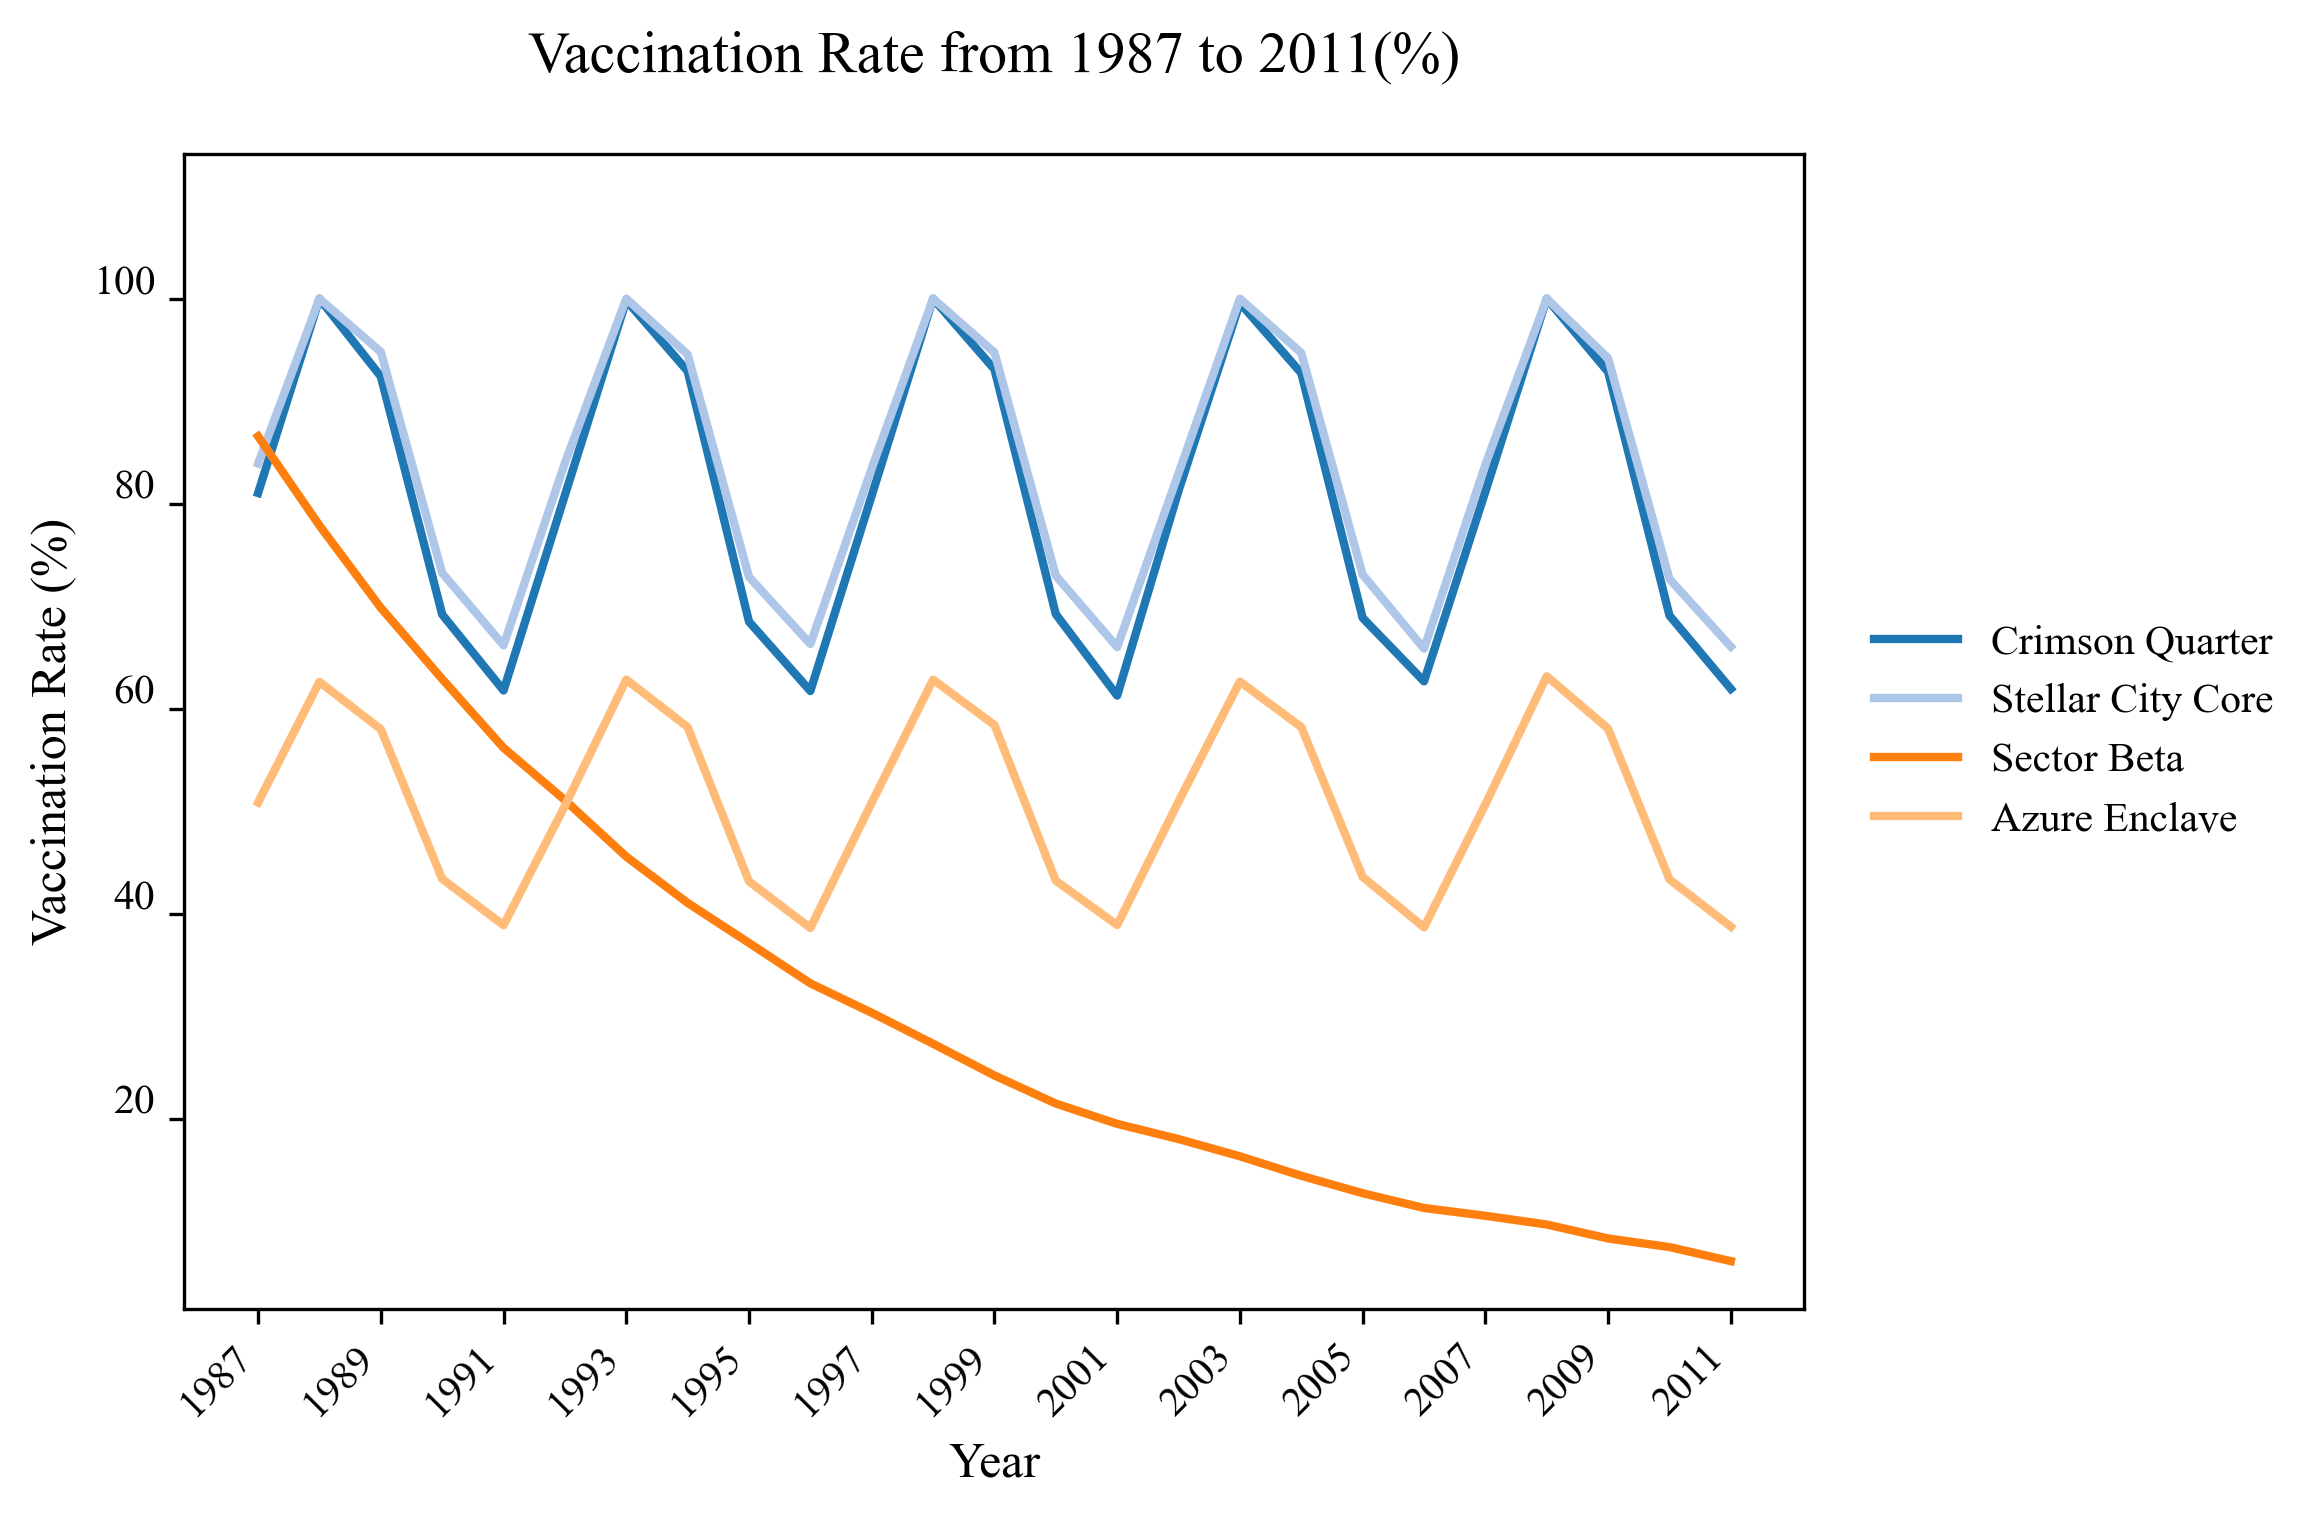 Vaccination Rate from 1987 to 2011(%)
100
80
60
40
20
Vaccination Rate (%)
1987
1989
1991
1993
1995
1997
1999
2001
2003
2005
2007
2009
2011
Year
Crimson Quarter
Stellar City Core
Sector Beta
Azure Enclave